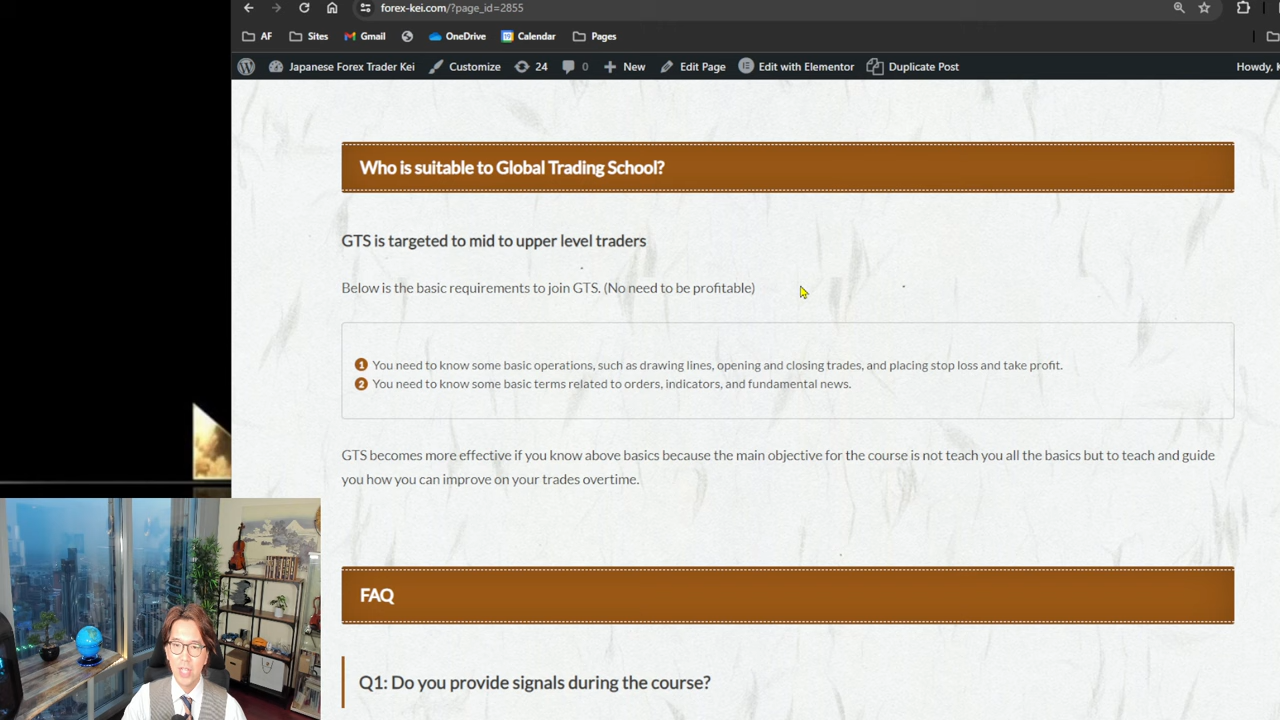 forex-kei.com/?page_id=2855
AF Sites Gmail OneDrive Calendar Pages
Japanese Forex Trader Kei Customize 24 0 New Edit Page Edit with Elementor Duplicate Post Howdy, K
Who is suitable to Global Trading School?
GTS is targeted to mid to upper level traders
Below is the basic requirements to join GTS. (No need to be profitable)
1 You need to know some basic operations, such as drawing lines, opening and closing trades, and placing stop loss and take profit.
2 You need to know some basic terms related to orders, indicators, and fundamental news.
GTS becomes more effective if you know above basics because the main objective for the course is not teach you all the basics but to teach and guide
you how you can improve on your trades overtime.
FAQ
Q1: Do you provide signals during the course?